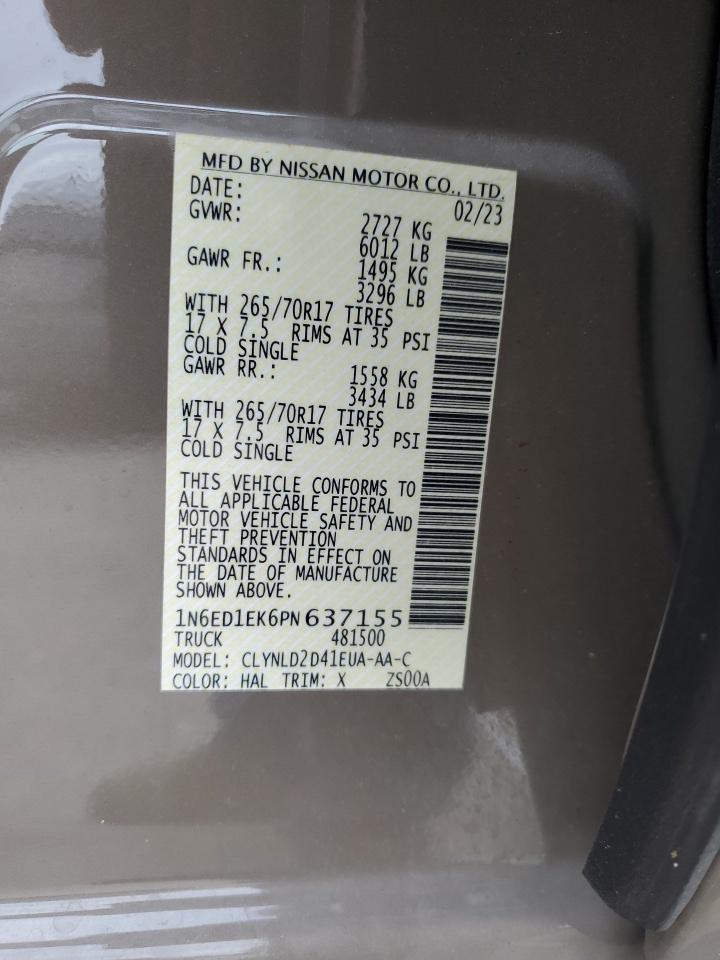 MFD BY NISSAN MOTOR CO., LTD.
DATE: 02/23
GVWR: 2727 KG
6012 LB
GAWR FR.: 1495 KG
3296 LB
WITH 265/70R17 TIRES
17 X 7.5 RIMS AT 35 PSI
COLD SINGLE
GAWR RR.: 1558 KG
3434 LB
WITH 265/70R17 TIRES
17 X 7.5 RIMS AT 35 PSI
COLD SINGLE
THIS VEHICLE CONFORMS TO
ALL APPLICABLE FEDERAL
MOTOR VEHICLE SAFETY AND
THEFT PREVENTION
STANDARDS IN EFFECT ON
THE DATE OF MANUFACTURE
SHOWN ABOVE.
1N6ED1EK6PN637155
TRUCK 481500
MODEL: CLYNLD2D41EUA-AA-C
COLOR: HAL TRIM: X ZS00A